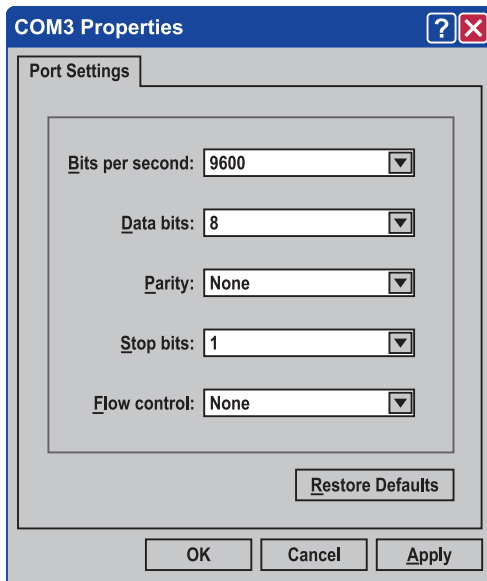 COM3 Properties
Port Settings
Bits per second: 9600
Data bits: 8
Parity: None
Stop bits: 1
Flow control: None
Restore Defaults
OK Cancel Apply